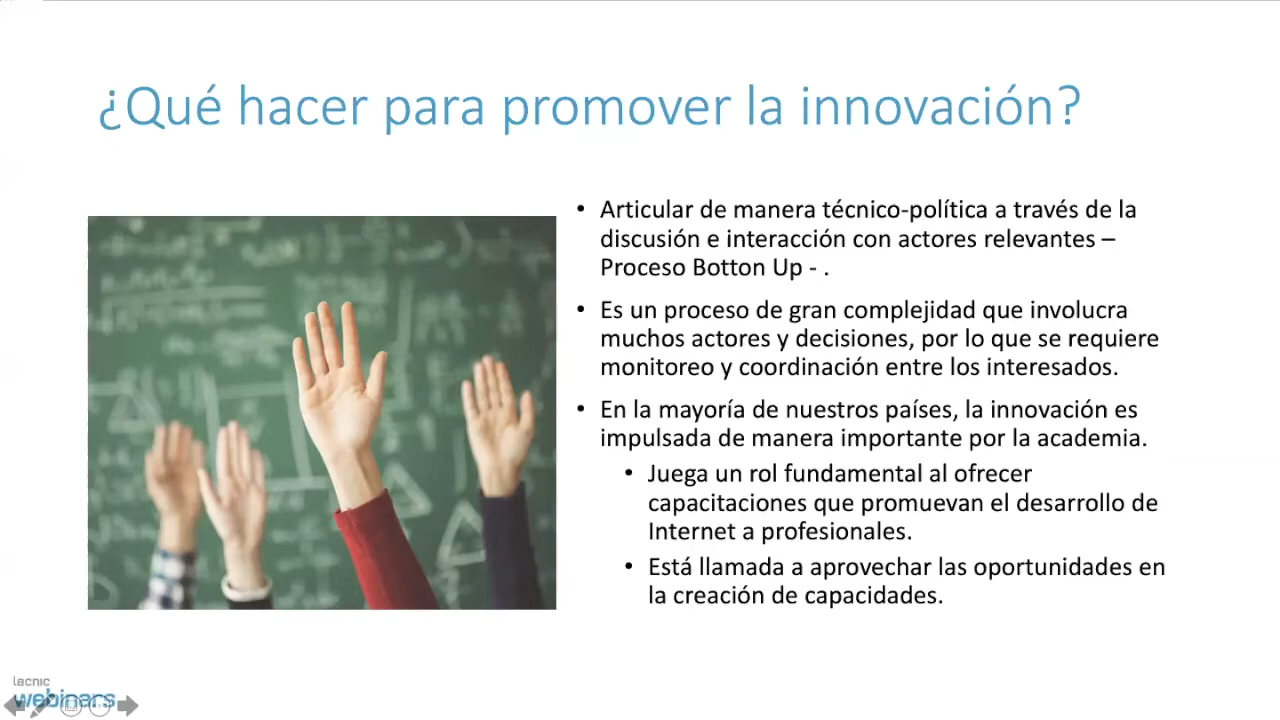 ¿Qué hacer para promover la innovación?
• Articular de manera técnico-política a través de la
discusión e interacción con actores relevantes –
Proceso Botton Up - .
• Es un proceso de gran complejidad que involucra
muchos actores y decisiones, por lo que se requiere
monitoreo y coordinación entre los interesados.
• En la mayoría de nuestros países, la innovación es
impulsada de manera importante por la academia.
• Juega un rol fundamental al ofrecer
capacitaciones que promuevan el desarrollo de
Internet a profesionales.
• Está llamada a aprovechar las oportunidades en
la creación de capacidades.
lacnic
webinars